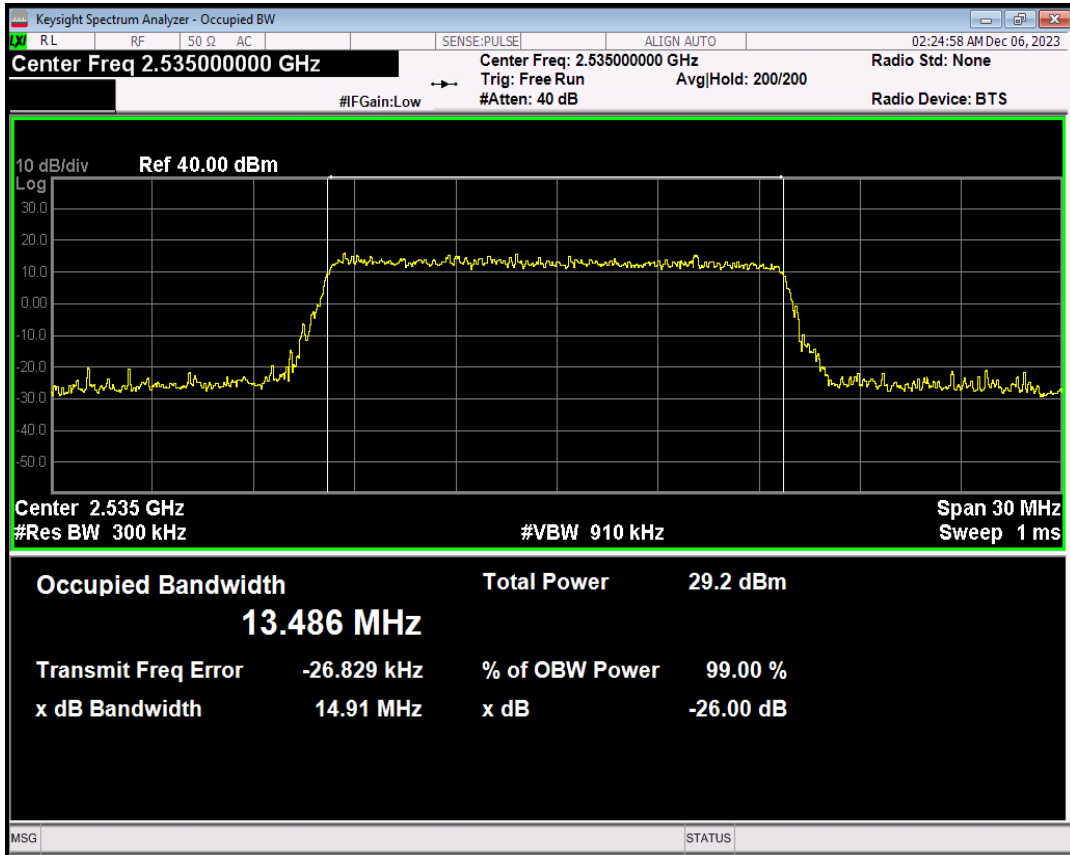 Keysight Spectrum Analyzer - Occupied BW
LXI RL RF 50 Ω AC SENSE:PULSE ALIGN AUTO 02:24:58 AM Dec 06, 2023
Center Freq 2.535000000 GHz Center Freq: 2.535000000 GHz Radio Std: None
Trig: Free Run Avg|Hold: 200/200
#IFGain:Low #Atten: 40 dB Radio Device: BTS
10 dB/div Ref 40.00 dBm
Log
30.0
20.0
10.0
0.00
-10.0
-20.0
-30.0
-40.0
-50.0
Center 2.535 GHz Span 30 MHz
#Res BW 300 kHz #VBW 910 kHz Sweep 1 ms
Occupied Bandwidth Total Power 29.2 dBm
13.486 MHz
Transmit Freq Error -26.829 kHz % of OBW Power 99.00 %
x dB Bandwidth 14.91 MHz x dB -26.00 dB
MSG STATUS